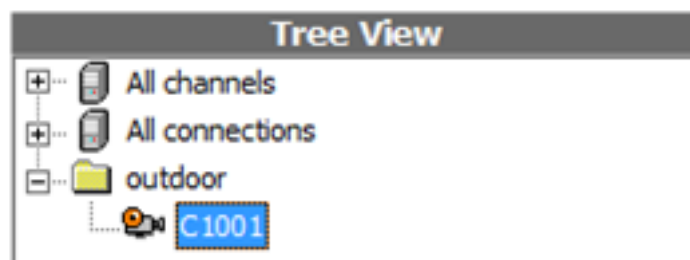 Tree View
All channels
All connections
outdoor
C1001